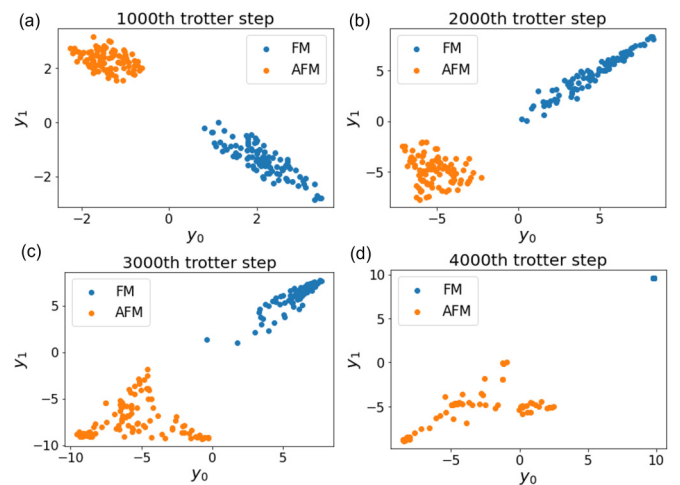 (a) 1000th trotter step
FM
AFM
2
0
−2
y1
−2 0 2
y0
(b) 2000th trotter step
FM
AFM
5
0
−5
y1
−5 0 5
y0
(c) 3000th trotter step
FM
AFM
5
0
−5
−10
y1
−10 −5 0 5
y0
(d) 4000th trotter step
FM
AFM
10
5
0
−5
y1
−5 0 5 10
y0